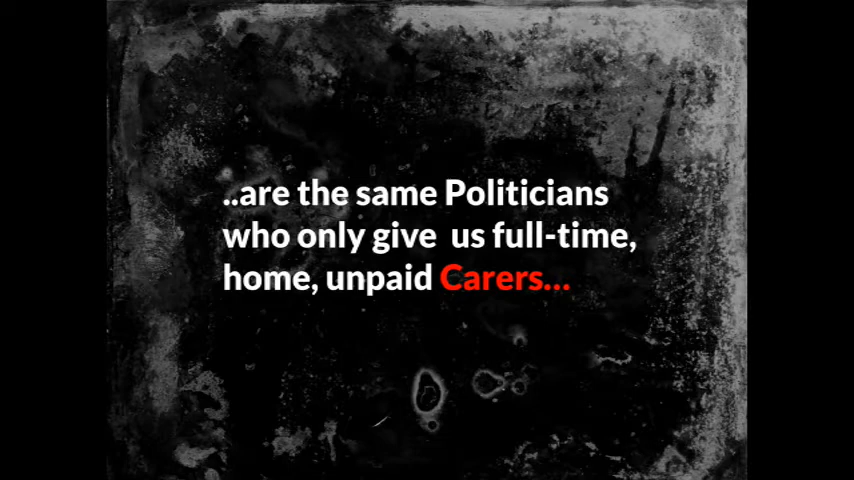 ..are the same Politicians
who only give  us full-time,
home, unpaid Carers...